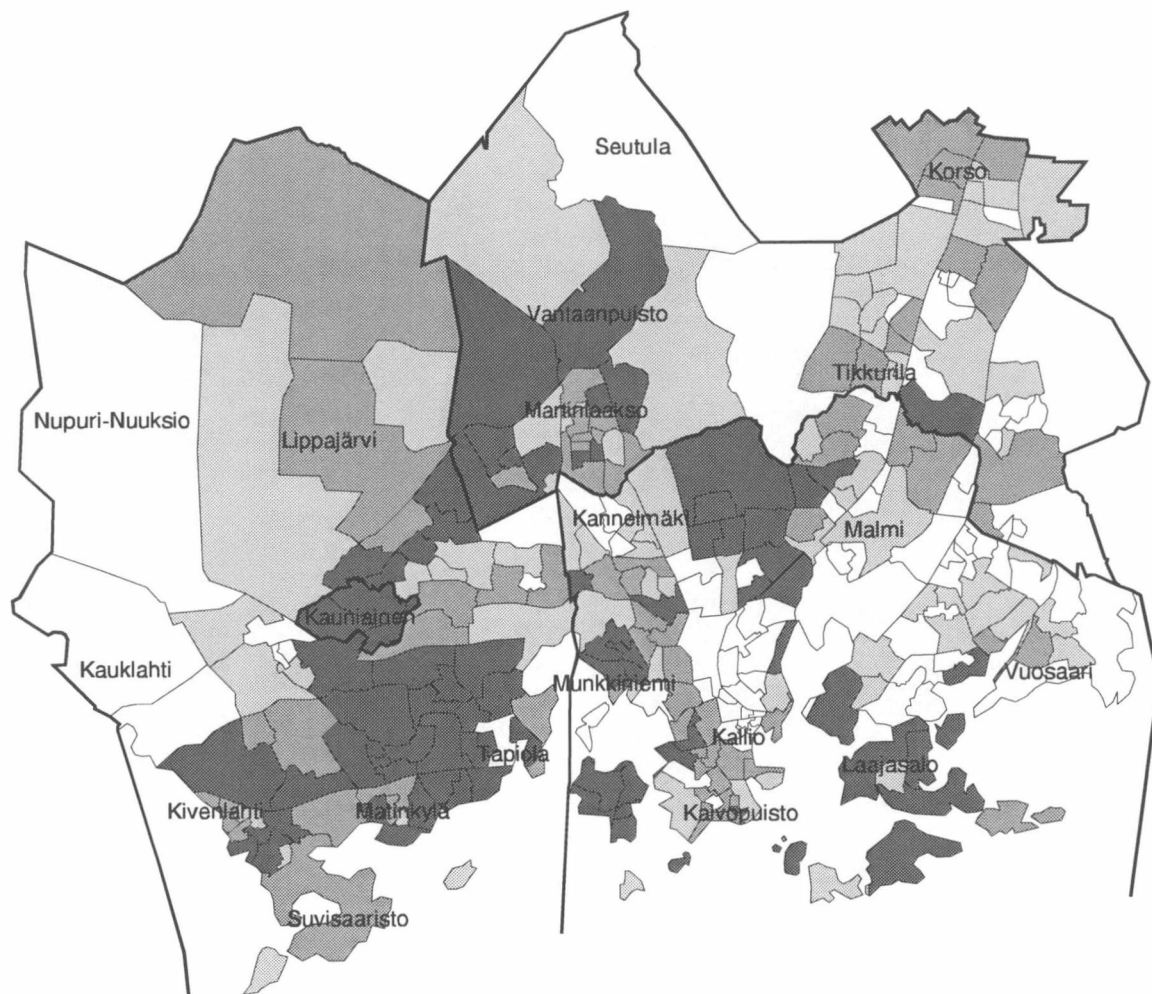 Seutula
Korso
Vantaanpuisto
Tikkurila
Nupuri-Nuuksio
Lippajärvi
Martinlaakso
Kannelmäki
Malmi
Kauniainen
Kauklahti
Munkkiniemi
Vuosaari
Tapiola
Kallio
Laajasalo
Kivenlahti
Matinkylä
Kaivopuisto
Suvisaaristo